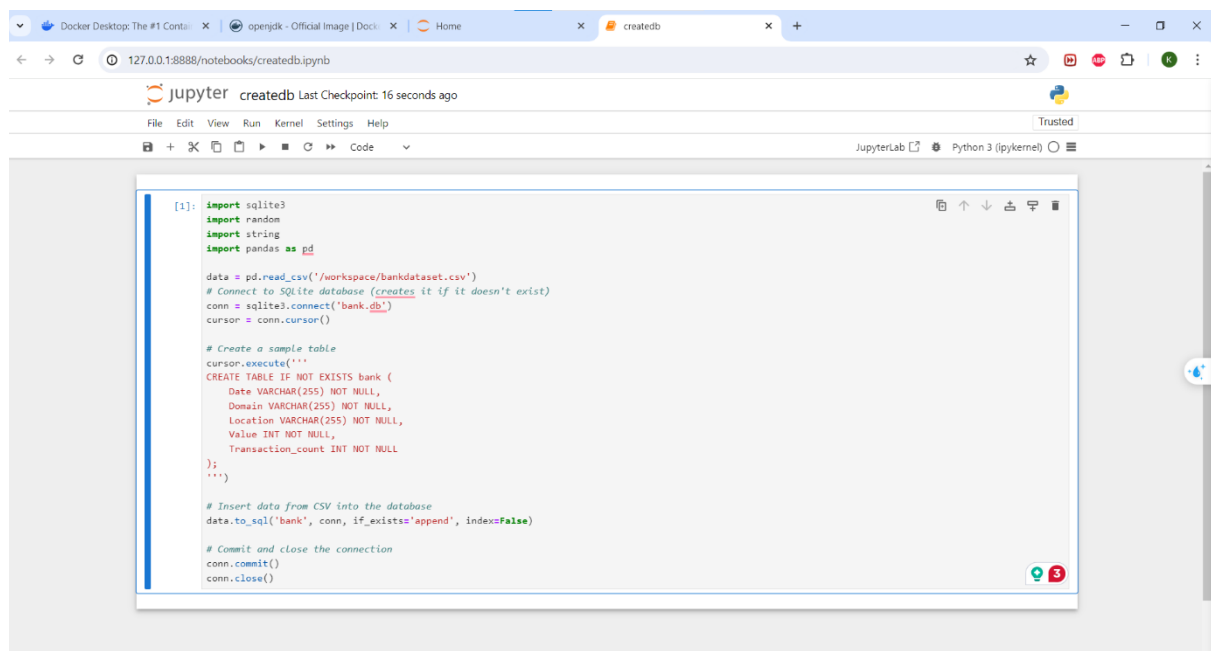 Docker Desktop: The #1 Contai
openjdk - Official Image | Dock
Home
createdb
127.0.0.1:8888/notebooks/createdb.ipynb
ABP
K
jupyter createdb Last Checkpoint: 16 seconds ago
File Edit View Run Kernel Settings Help
Trusted
Code
JupyterLab
Python 3 (ipykernel)
[1]:
import sqlite3
import random
import string
import pandas as pd
data = pd.read_csv('/workspace/bankdataset.csv')
# Connect to SQLite database (creates it if it doesn't exist)
conn = sqlite3.connect('bank.db')
cursor = conn.cursor()
# Create a sample table
cursor.execute('''
CREATE TABLE IF NOT EXISTS bank (
Date VARCHAR(255) NOT NULL,
Domain VARCHAR(255) NOT NULL,
Location VARCHAR(255) NOT NULL,
Value INT NOT NULL,
Transaction_count INT NOT NULL
);
''')
# Insert data from CSV into the database
data.to_sql('bank', conn, if_exists='append', index=False)
# Commit and close the connection
conn.commit()
conn.close()
3